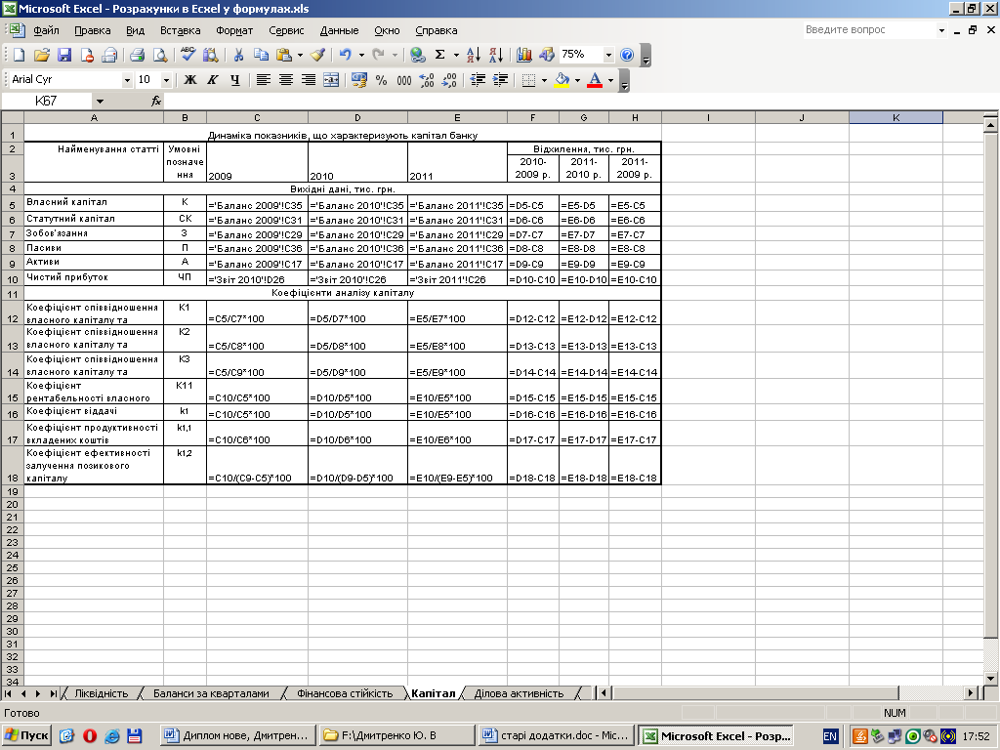 Microsoft Excel - Розрахунки в Есхел у формулах.xls
Файл Правка Вид Вставка Формат Сервис Данные Окно Справка Введите вопрос
75%
Arial Cyr 10 Ж К Ч
K67 fx
A B C D E F G H I J K
1 Динаміка показників, що характеризують капітал банку
2 Найменування статті Умовні Відхилення, тис. грн.
позначе 2010- 2011- 2011-
3 ння 2009 2010 2011 2009 р. 2010 р. 2009 р.
4 Вихідні дані, тис. грн.
5 Власний капітал К ='Баланс 2009'!C35 ='Баланс 2010'!C35 ='Баланс 2011'!C35 =D5-C5 =E5-D5 =E5-C5
6 Статутний капітал СК ='Баланс 2009'!C31 ='Баланс 2010'!C31 ='Баланс 2011'!C31 =D6-C6 =E6-D6 =E6-C6
7 Зобов'язання З ='Баланс 2009'!C29 ='Баланс 2010'!C29 ='Баланс 2011'!C29 =D7-C7 =E7-D7 =E7-C7
8 Пасиви П ='Баланс 2009'!C36 ='Баланс 2010'!C36 ='Баланс 2011'!C36 =D8-C8 =E8-D8 =E8-C8
9 Активи А ='Баланс 2009'!C17 ='Баланс 2010'!C17 ='Баланс 2011'!C17 =D9-C9 =E9-D9 =E9-C9
10 Чистий прибуток ЧП ='Звіт 2010'!D26 ='Звіт 2010'!C26 ='Звіт 2011'!C26 =D10-C10 =E10-D10 =E10-C10
11 Коефіцієнти аналізу капіталу
Коефіцієнт співвідношення К1
12 власного капіталу та =C5/C7*100 =D5/D7*100 =E5/E7*100 =D12-C12 =E12-D12 =E12-C12
Коефіцієнт співвідношення К2
13 власного капіталу та =C5/C8*100 =D5/D8*100 =E5/E8*100 =D13-C13 =E13-D13 =E13-C13
Коефіцієнт співвідношення К3
14 власного капіталу та =C5/C9*100 =D5/D9*100 =E5/E9*100 =D14-C14 =E14-D14 =E14-C14
Коефіцієнт К11
15 рентабельності власного =C10/C5*100 =D10/D5*100 =E10/E5*100 =D15-C15 =E15-D15 =E15-C15
16 Коефіцієнт віддачі k1 =C10/C5*100 =D10/D5*100 =E10/E5*100 =D16-C16 =E16-D16 =E16-C16
Коефіцієнт продуктивності k1,1
17 вкладених коштів =C10/C6*100 =D10/D6*100 =E10/E6*100 =D17-C17 =E17-D17 =E17-C17
Коефіцієнт ефективності k1,2
залучення позикового
18 капіталу =C10/(C9-C5)*100 =D10/(D9-D5)*100 =E10/(E9-E5)*100 =D18-C18 =E18-D18 =E18-C18
19
20
21
22
23
24
25
26
27
28
29
30
31
32
33
34
Ліквідність Баланси за кварталами Фінансова стійкість Капітал Ділова активність
Готово NUM
Пуск Диплом нове, Дмитрен... F:\Дмитренко Ю. В старі додатки.doc - Mic... Microsoft Excel - Розр... EN 17:52